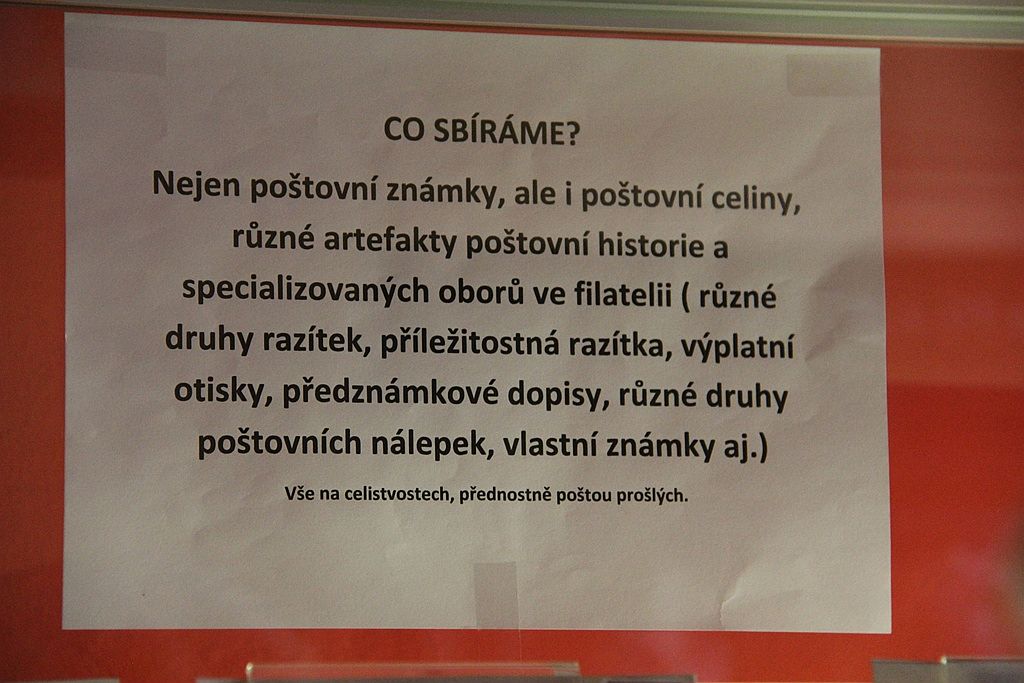 CO SBÍRÁME?
Nejen poštovní známky, ale i poštovní celiny,
různé artefakty poštovní historie a
specializovaných oborů ve filatelii ( různé
druhy razítek, příležitostná razítka, výplatní
otisky, předznámkové dopisy, různé druhy
poštovních nálepek, vlastní známky aj.)
Vše na celistvostech, přednostně poštou prošlých.